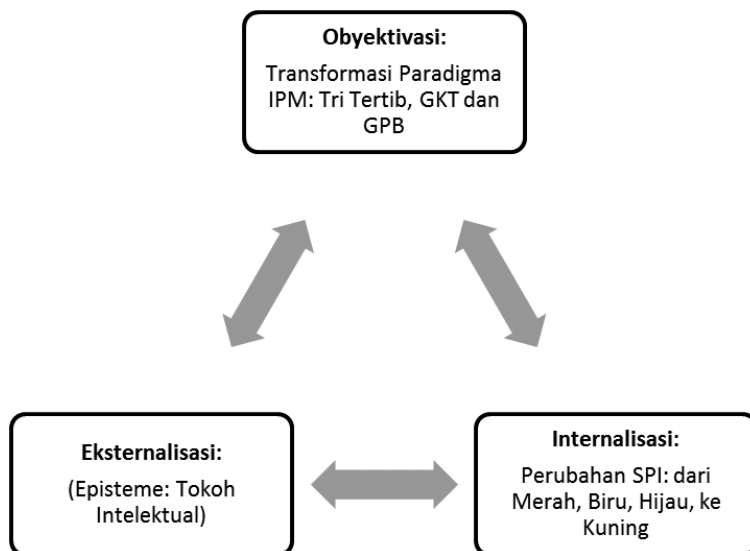 Obyektivasi:
Transformasi Paradigma
IPM: Tri Tertib, GKT dan
GPB
Eksternalisasi:
(Episteme: Tokoh
Intelektual)
Internalisasi:
Perubahan SPI: dari
Merah, Biru, Hijau, ke
Kuning